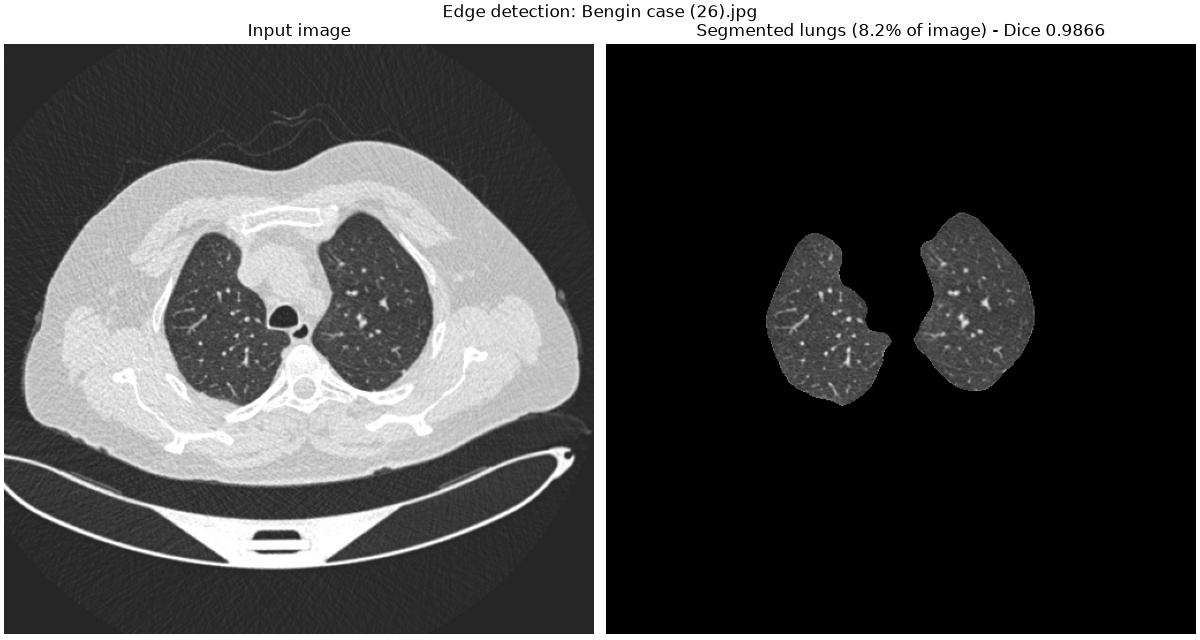 Edge detection: Bengin case (26).jpg
Input image
Segmented lungs (8.2% of image) - Dice 0.9866